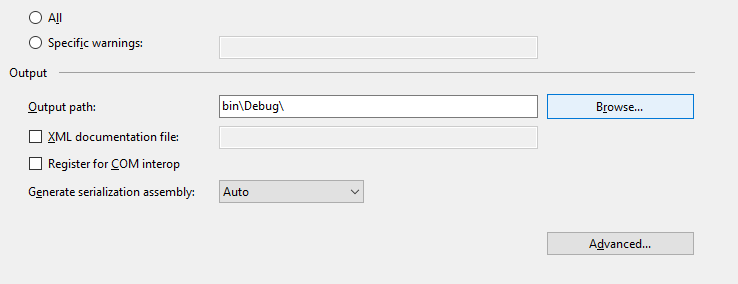 All
Specific warnings:
Output
Output path: bin\Debug\ Browse...
XML documentation file:
Register for COM interop
Generate serialization assembly: Auto
Advanced...